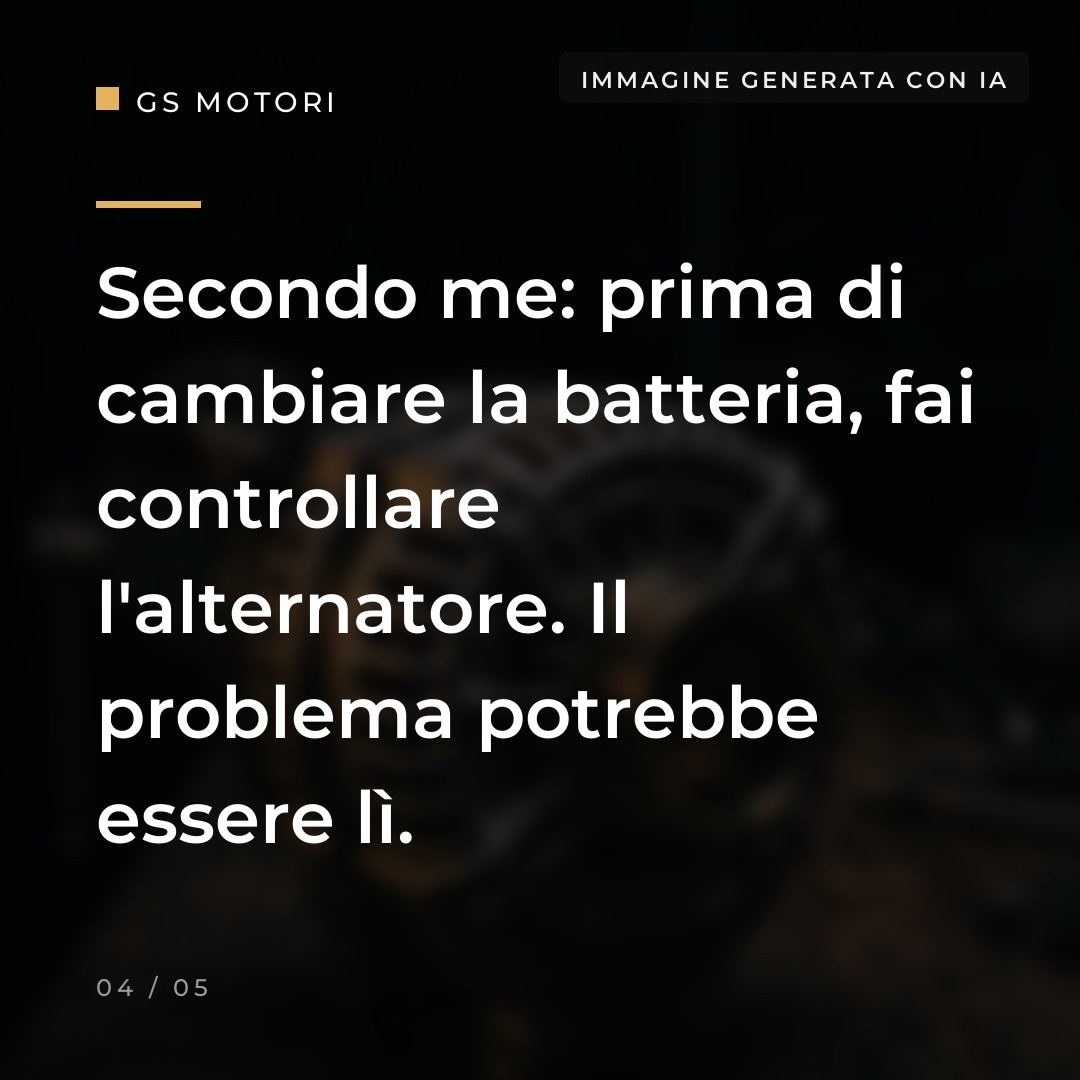 GS MOTORI
IMMAGINE GENERATA CON IA
Secondo me: prima di
cambiare la batteria, fai
controllare
l'alternatore. Il
problema potrebbe
essere lì.
04 / 05